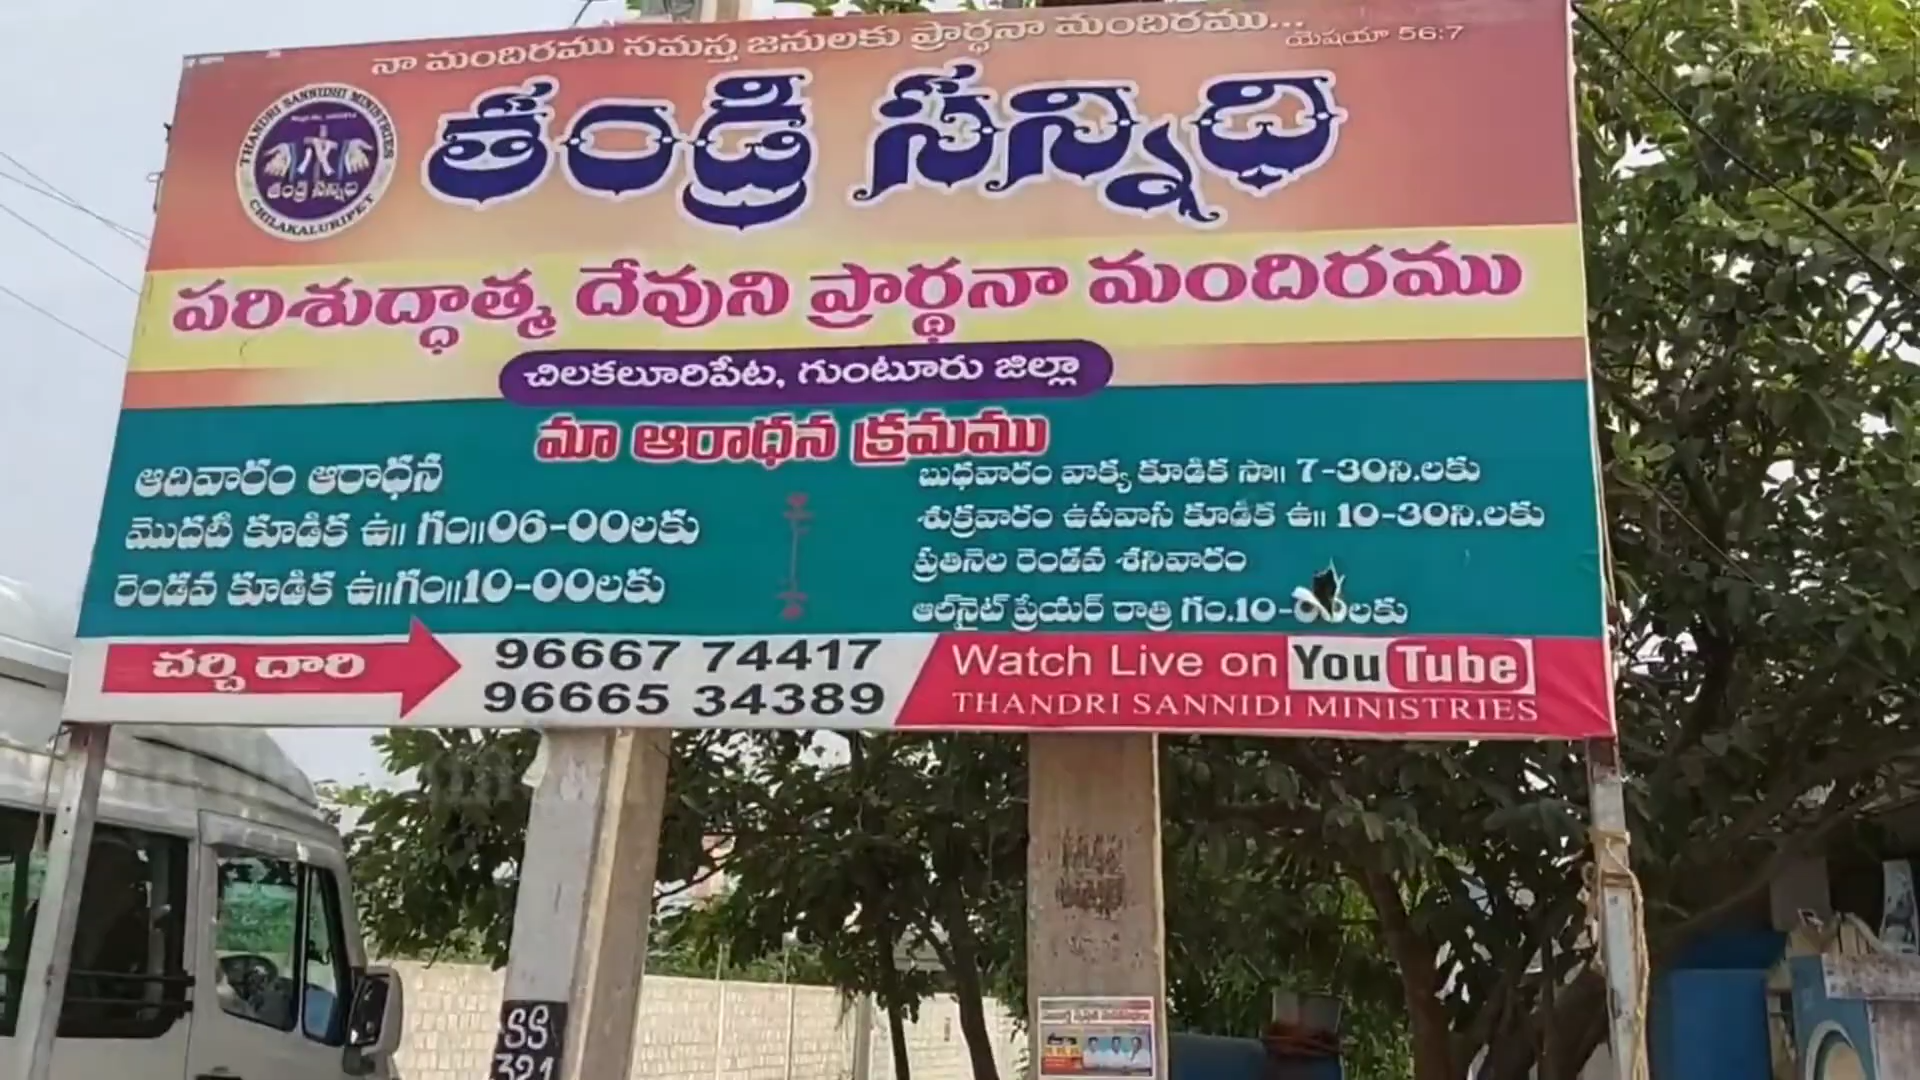 నా మందిరము సమస్త జనులకు ప్రార్థనా మందిరము... యెషయా 56:7
THANDRI SANNIDHI MINISTRIES
తండ్రి సన్నిధి
CHILAKALURIPET
తండ్రి సన్నిధి
పరిశుద్ధాత్మ దేవుని ప్రార్థనా మందిరము
చిలకలూరిపేట, గుంటూరు జిల్లా
మా ఆరాధన క్రమము
ఆదివారం ఆరాధన
మొదటి కూడిక ఉ॥ గం॥06-00లకు
రెండవ కూడిక ఉ॥గం॥10-00లకు
బుధవారం వాక్య కూడిక సా॥ 7-30ని.లకు
శుక్రవారం ఉపవాస కూడిక ఉ॥ 10-30ని.లకు
ప్రతినెల రెండవ శనివారం
ఆల్‌నైట్ ప్రేయర్ రాత్రి గం.10-00లకు
చర్చి దారి
96667 74417
96665 34389
Watch Live on YouTube
THANDRI SANNIDI MINISTRIES
SS
321